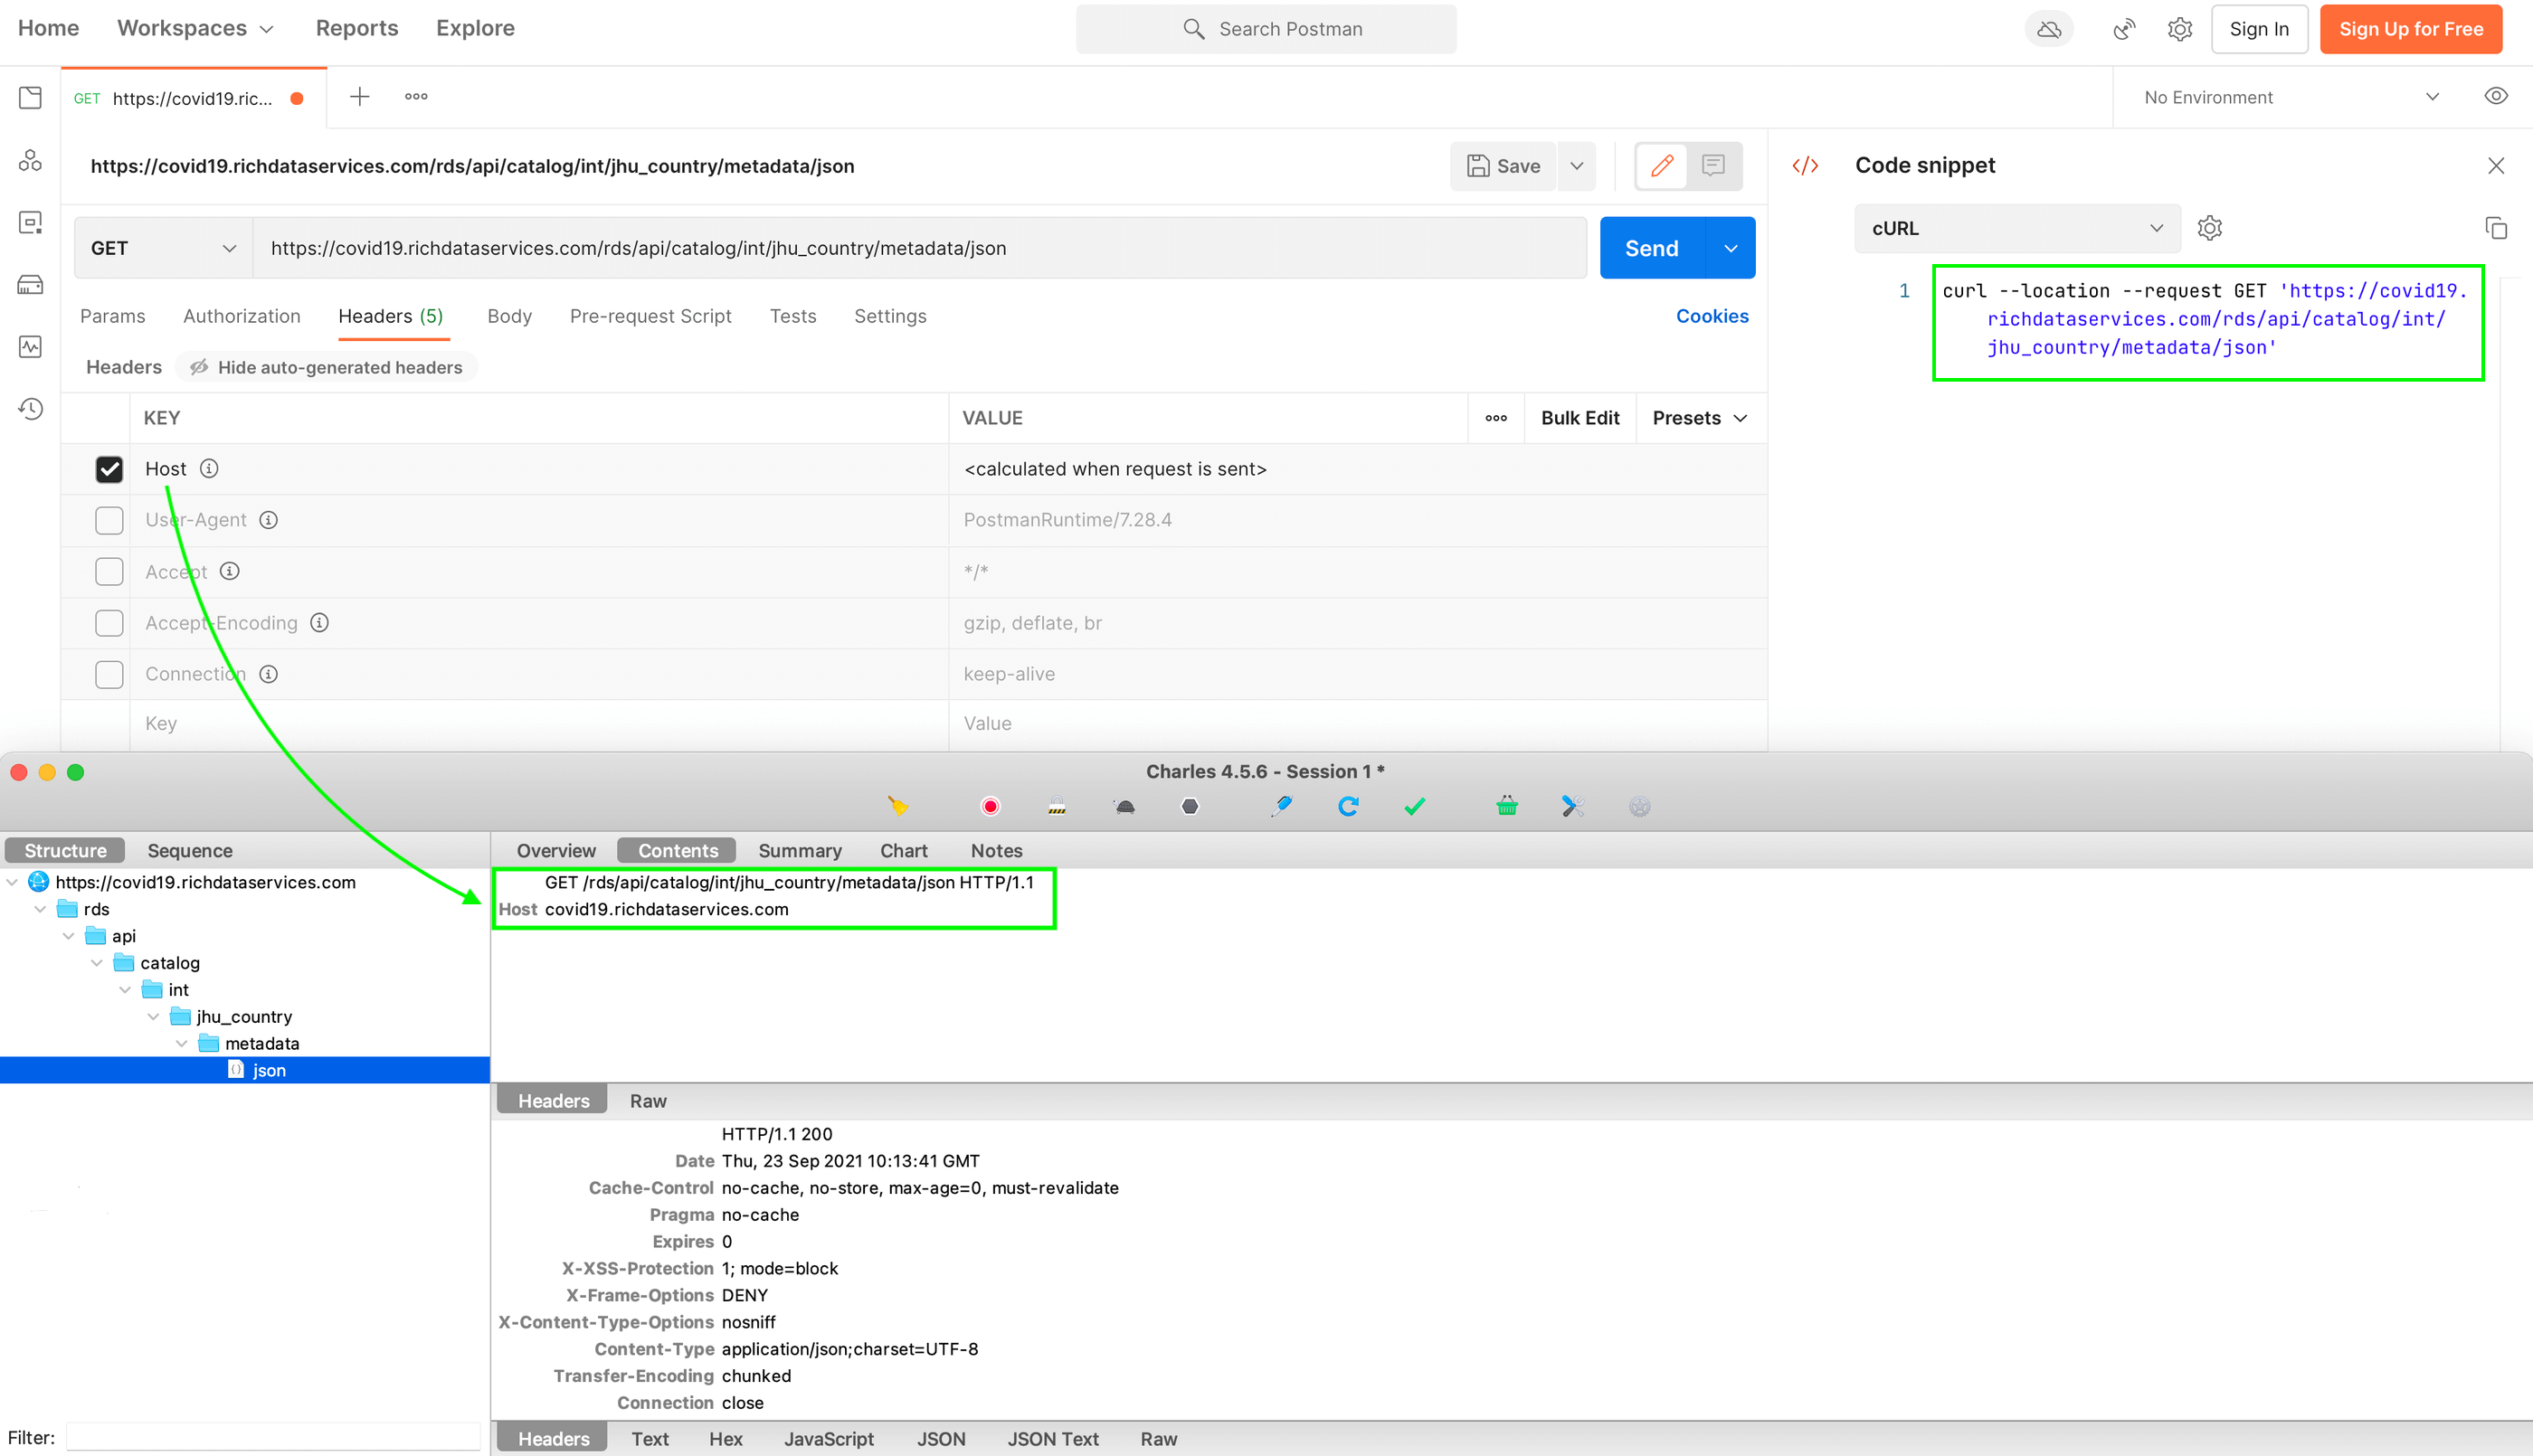 Home Workspaces Reports Explore Search Postman Sign In Sign Up for Free
GET https://covid19.ric... No Environment
https://covid19.richdataservices.com/rds/api/catalog/int/jhu_country/metadata/json Save Code snippet
GET https://covid19.richdataservices.com/rds/api/catalog/int/jhu_country/metadata/json Send
cURL
1 curl --location --request GET 'https://covid19.
richdataservices.com/rds/api/catalog/int/
jhu_country/metadata/json'
Params Authorization Headers (5) Body Pre-request Script Tests Settings Cookies
Headers Hide auto-generated headers
KEY VALUE Bulk Edit Presets
Host <calculated when request is sent>
User-Agent PostmanRuntime/7.28.4
Accept */*
Accept-Encoding gzip, deflate, br
Connection keep-alive
Key Value
Charles 4.5.6 - Session 1 *
Structure Sequence
https://covid19.richdataservices.com
rds
api
catalog
int
jhu_country
metadata
json
Filter:
Overview Contents Summary Chart Notes
GET /rds/api/catalog/int/jhu_country/metadata/json HTTP/1.1
Host covid19.richdataservices.com
Headers Raw
HTTP/1.1 200
Date Thu, 23 Sep 2021 10:13:41 GMT
Cache-Control no-cache, no-store, max-age=0, must-revalidate
Pragma no-cache
Expires 0
X-XSS-Protection 1; mode=block
X-Frame-Options DENY
X-Content-Type-Options nosniff
Content-Type application/json;charset=UTF-8
Transfer-Encoding chunked
Connection close
Headers Text Hex JavaScript JSON JSON Text Raw